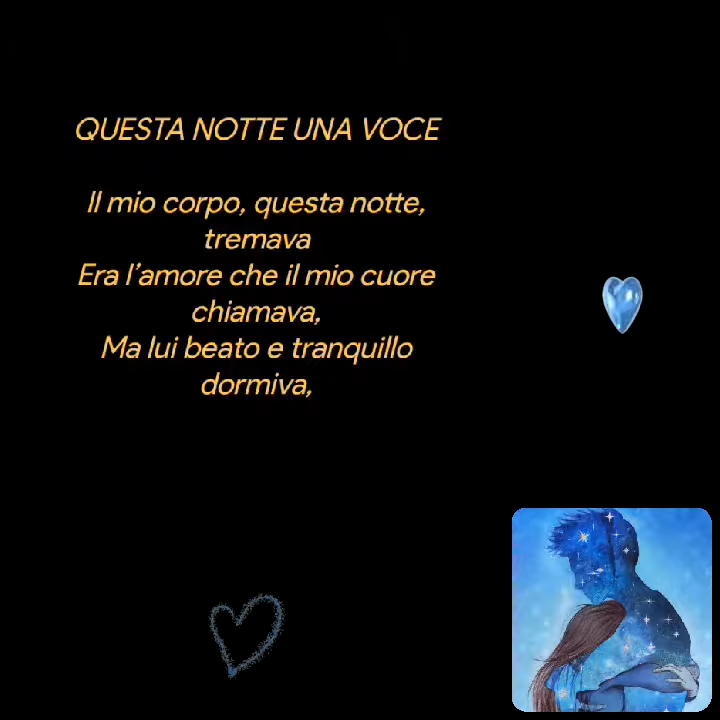 QUESTA NOTTE UNA VOCE
Il mio corpo, questa notte,
tremava
Era l’amore che il mio cuore
chiamava,
Ma lui beato e tranquillo
dormiva,